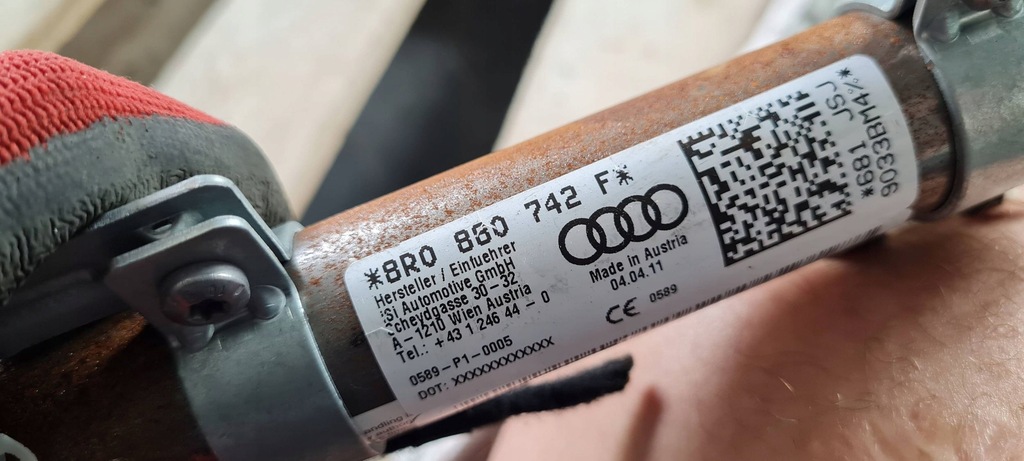 *8R0 880 742 F*
Hersteller / Einfuehrer
iSi Automotive GmbH
Scheydgasse 30-32
A-1210 Wien Austria
Tel.: +43 1 246 44 - 0
0589-P1-0005
DOT: XXXXXXXXXXXXX
Made in Austria
04.04.11
CE 0589
*681 JSJ *
9033BM4%